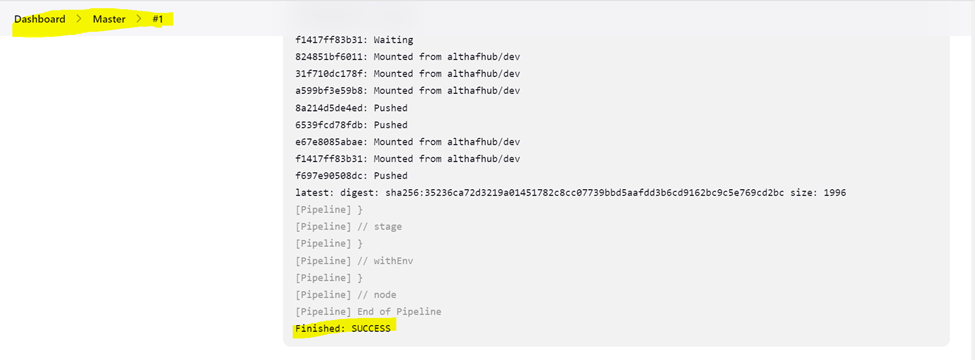 Dashboard > Master > #1
f1417ff83b31: Waiting
824851bf6011: Mounted from althafhub/dev
31f710dc178f: Mounted from althafhub/dev
a599bf3e59b8: Mounted from althafhub/dev
8a214d5de4ed: Pushed
6539fcd78fdb: Pushed
e67e8085abae: Mounted from althafhub/dev
f1417ff83b31: Mounted from althafhub/dev
f697e90508dc: Pushed
latest: digest: sha256:35236ca72d3219a01451782c8cc07739bbd5aafdd3b6cd9162bc9c5e769cd2bc size: 1996
[Pipeline] }
[Pipeline] // stage
[Pipeline] }
[Pipeline] // withEnv
[Pipeline] }
[Pipeline] // node
[Pipeline] End of Pipeline
Finished: SUCCESS